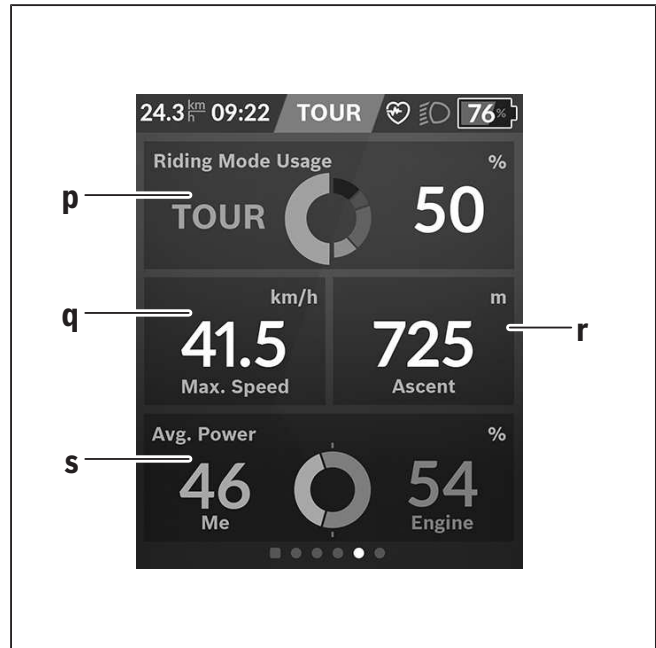 24.3 km/h 09:22 TOUR 76%
Riding Mode Usage %
p
TOUR 50
q
km/h m
41.5 725
r
Max. Speed Ascent
Avg. Power %
s
46 54
Me Engine